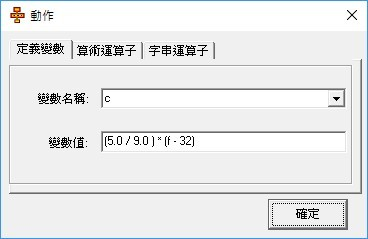 動作
定義變數 算術運算子 字串運算子
變數名稱: c
變數值: (5.0 / 9.0 ) * (f - 32)
確定